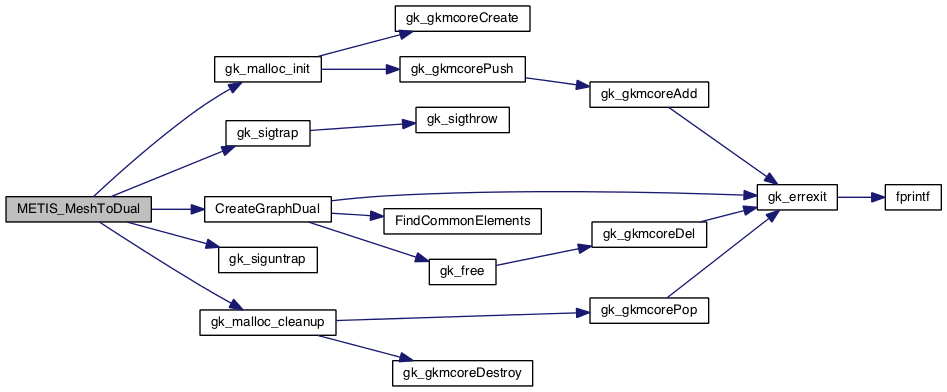 gk_gkmcoreCreate
gk_malloc_init
gk_gkmcorePush
gk_gkmcoreAdd
gk_sigtrap
gk_sigthrow
METIS_MeshToDual
CreateGraphDual
gk_errexit
fprintf
FindCommonElements
gk_gkmcoreDel
gk_siguntrap
gk_free
gk_malloc_cleanup
gk_gkmcorePop
gk_gkmcoreDestroy